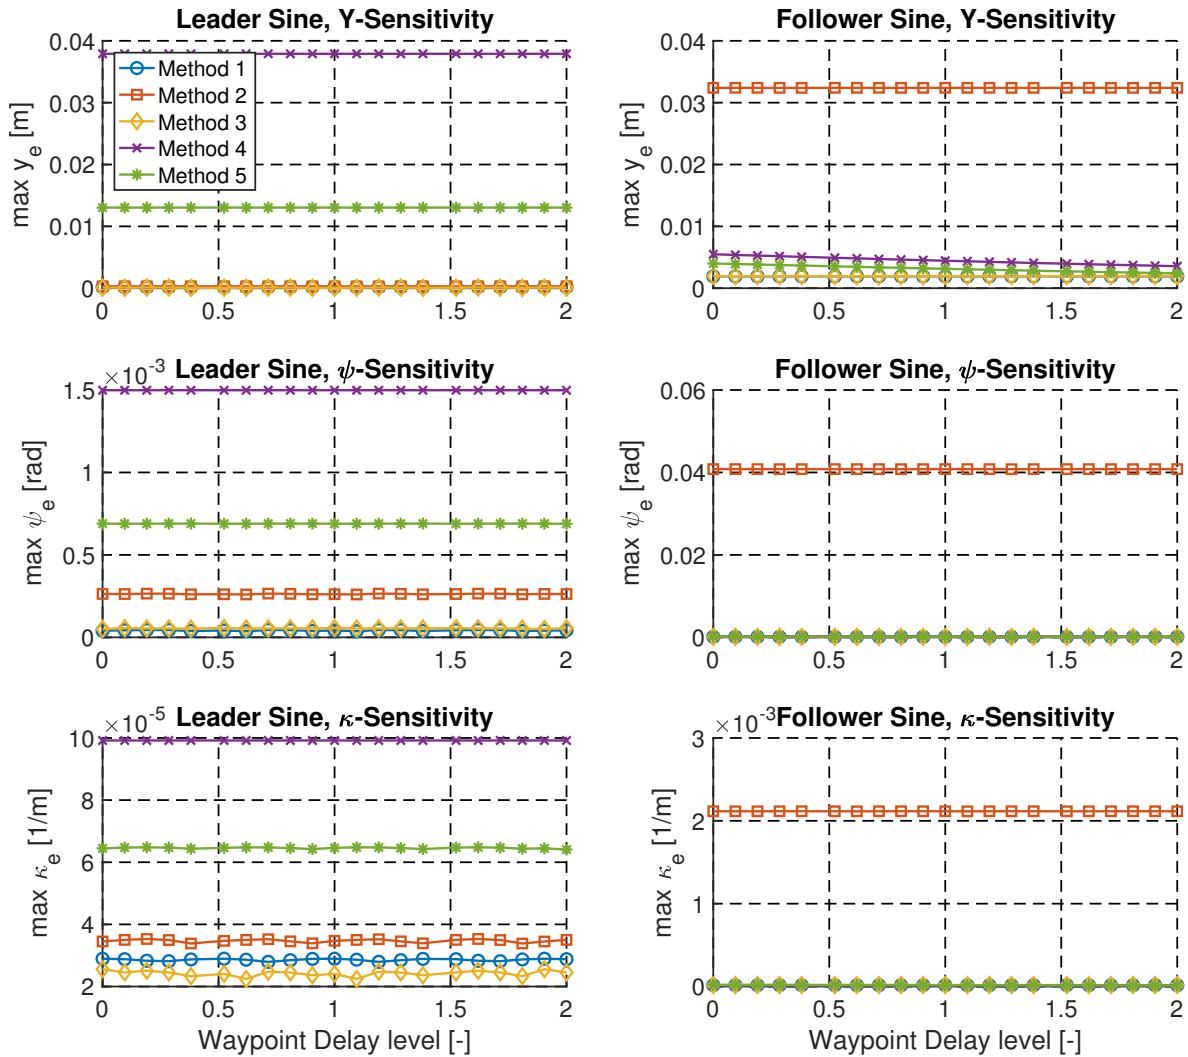 Leader Sine, Y-Sensitivity
max y_e [m]
0.04
0.03
0.02
0.01
0
Method 1
Method 2
Method 3
Method 4
Method 5
0 0.5 1 1.5 2
Follower Sine, Y-Sensitivity
max y_e [m]
0.04
0.03
0.02
0.01
0
0 0.5 1 1.5 2
×10^-3 Leader Sine, ψ-Sensitivity
max ψ_e [rad]
1.5
1
0.5
0
0 0.5 1 1.5 2
Follower Sine, ψ-Sensitivity
max ψ_e [rad]
0.06
0.04
0.02
0
0 0.5 1 1.5 2
×10^-5 Leader Sine, κ-Sensitivity
max κ_e [1/m]
10
8
6
4
2
0 0.5 1 1.5 2
Waypoint Delay level [-]
×10^-3 Follower Sine, κ-Sensitivity
max κ_e [1/m]
3
2
1
0
0 0.5 1 1.5 2
Waypoint Delay level [-]